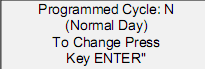 Programmed Cycle: N
(Normal Day)
To Change Press
Key ENTER"